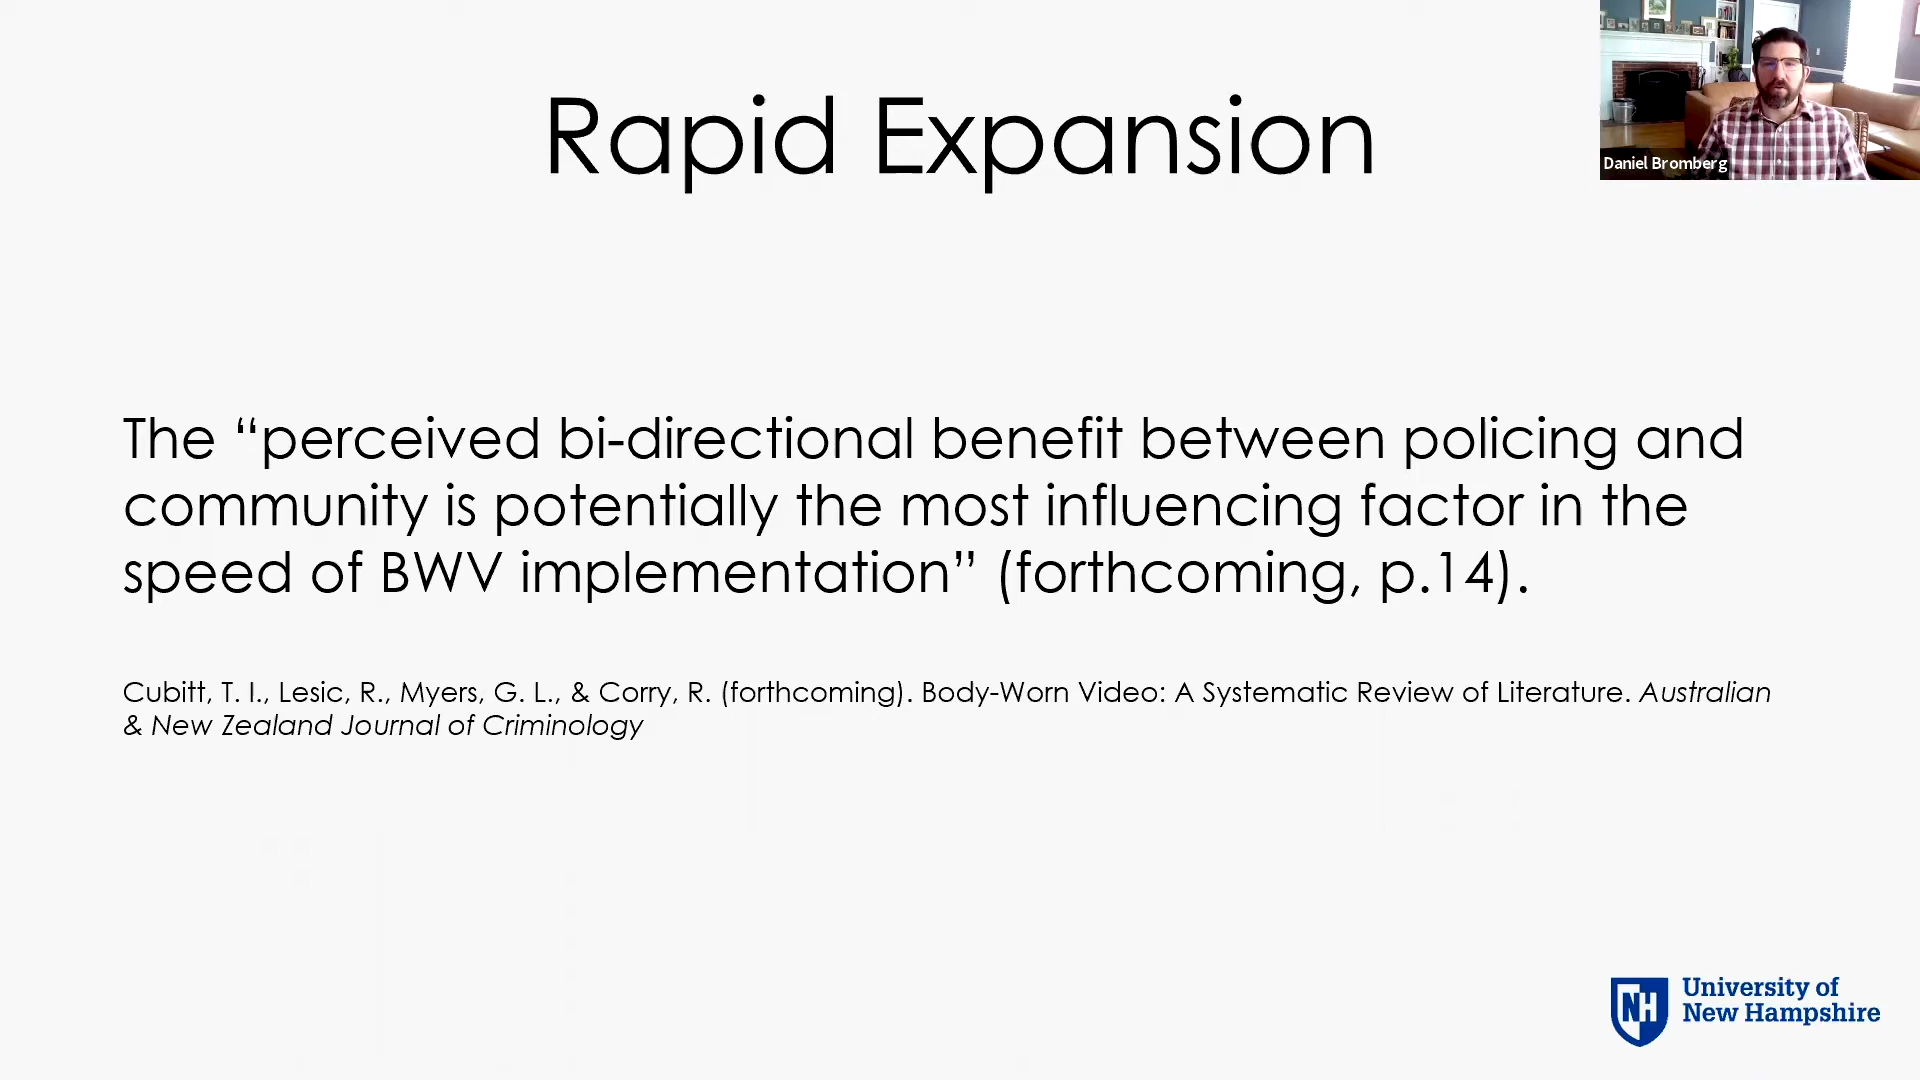 Rapid Expansion
Daniel Bromberg
The “perceived bi-directional benefit between policing and
community is potentially the most influencing factor in the
speed of BWV implementation” (forthcoming, p.14).
Cubitt, T. I., Lesic, R., Myers, G. L., & Corry, R. (forthcoming). Body-Worn Video: A Systematic Review of Literature. Australian
& New Zealand Journal of Criminology
NH
University of
New Hampshire